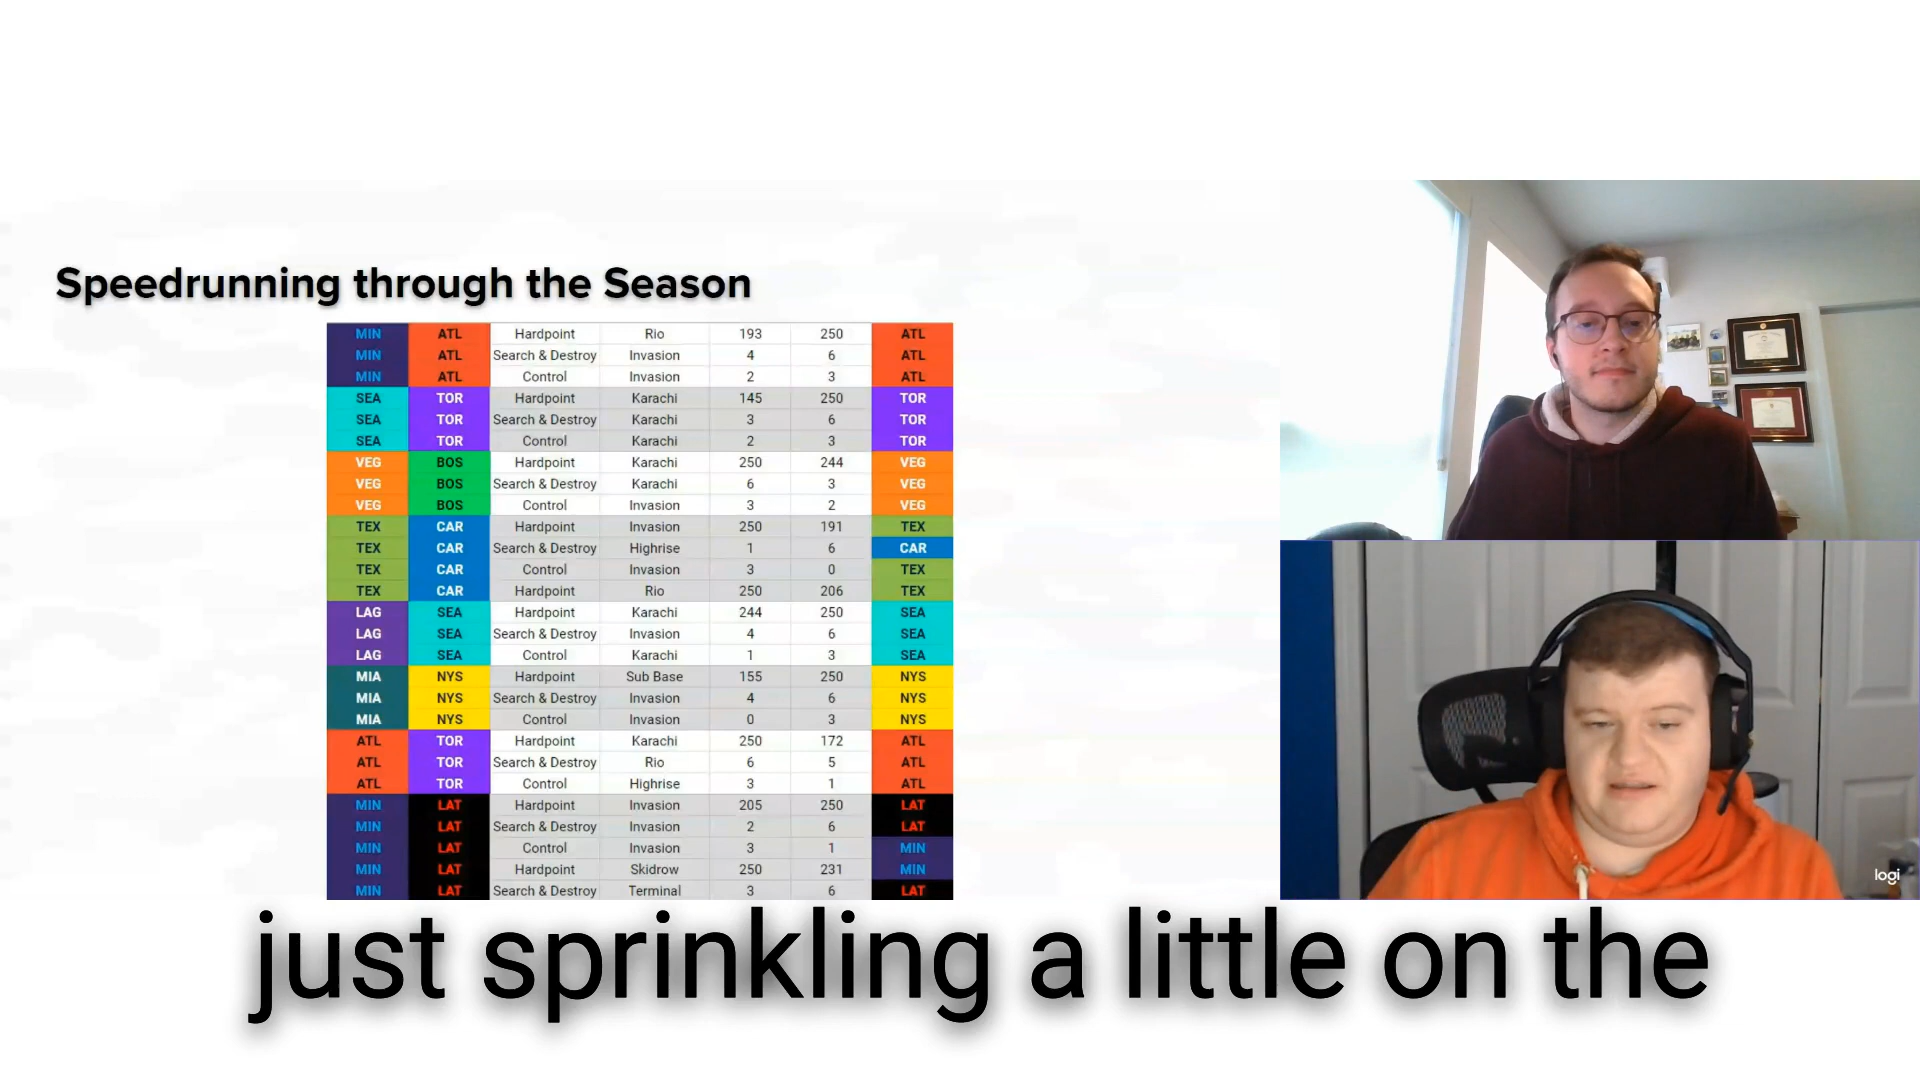 Speedrunning through the Season
MIN ATL Hardpoint Rio 193 250 ATL
MIN ATL Search & Destroy Invasion 4 6 ATL
MIN ATL Control Invasion 2 3 ATL
SEA TOR Hardpoint Karachi 145 250 TOR
SEA TOR Search & Destroy Karachi 3 6 TOR
SEA TOR Control Karachi 2 3 TOR
VEG BOS Hardpoint Karachi 250 244 VEG
VEG BOS Search & Destroy Karachi 6 3 VEG
VEG BOS Control Invasion 3 2 VEG
TEX CAR Hardpoint Invasion 250 191 TEX
TEX CAR Search & Destroy Highrise 1 6 CAR
TEX CAR Control Invasion 3 0 TEX
TEX CAR Hardpoint Rio 250 206 TEX
LAG SEA Hardpoint Karachi 244 250 SEA
LAG SEA Search & Destroy Invasion 4 6 SEA
LAG SEA Control Karachi 1 3 SEA
MIA NYS Hardpoint Sub Base 155 250 NYS
MIA NYS Search & Destroy Invasion 4 6 NYS
MIA NYS Control Invasion 0 3 NYS
ATL TOR Hardpoint Karachi 250 172 ATL
ATL TOR Search & Destroy Rio 6 5 ATL
ATL TOR Control Highrise 3 1 ATL
MIN LAT Hardpoint Invasion 205 250 LAT
MIN LAT Search & Destroy Invasion 2 6 LAT
MIN LAT Control Invasion 3 1 MIN
MIN LAT Hardpoint Skidrow 250 231 MIN
MIN LAT Search & Destroy Terminal 3 6 LAT
logi
just sprinkling a little on the